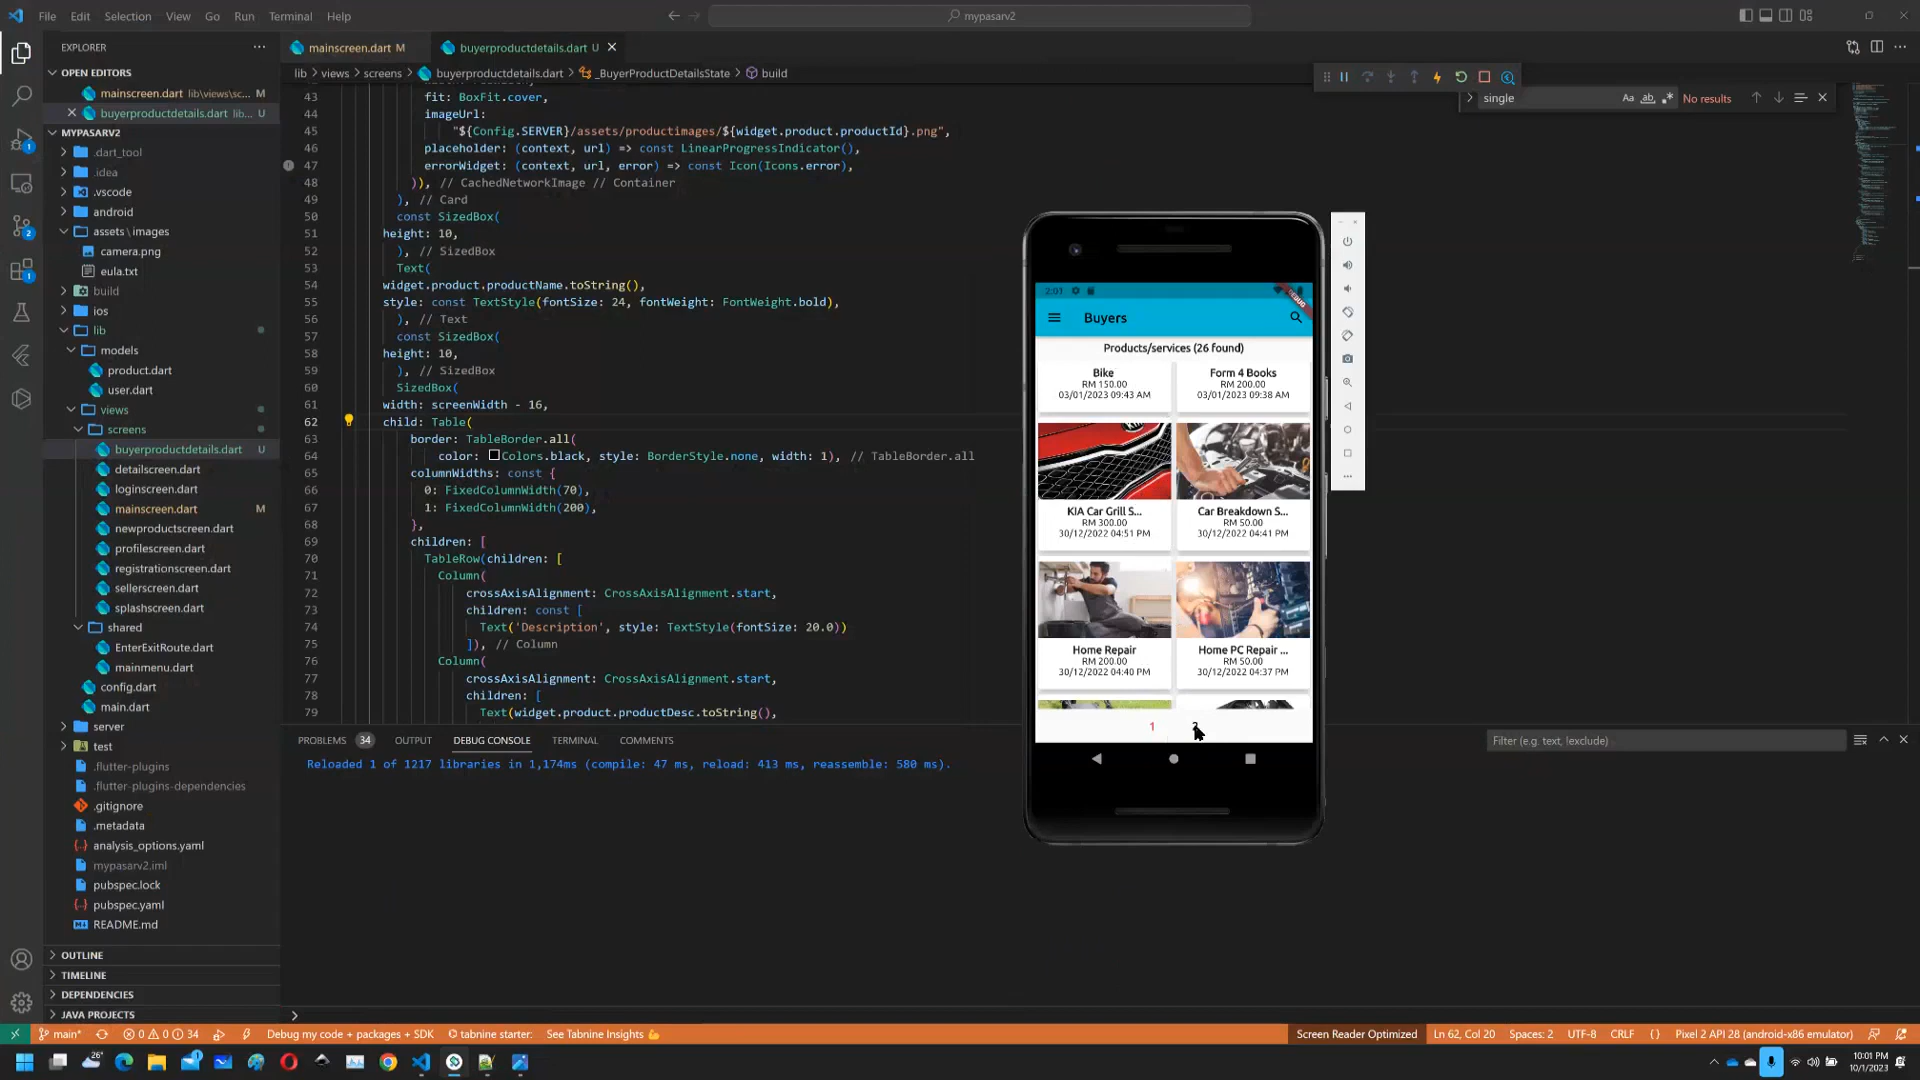 File Edit Selection View Go Run Terminal Help
mypasarv2
EXPLORER
OPEN EDITORS
mainscreen.dart lib\views\sc... M
buyerproductdetails.dart lib... U
MYPASARV2
.dart_tool
.idea
.vscode
android
assets \ images
camera.png
eula.txt
build
ios
lib
models
product.dart
user.dart
views
screens
buyerproductdetails.dart U
detailscreen.dart
loginscreen.dart
mainscreen.dart M
newproductscreen.dart
profilescreen.dart
registrationscreen.dart
sellerscreen.dart
splashscreen.dart
shared
EnterExitRoute.dart
mainmenu.dart
config.dart
main.dart
server
test
.flutter-plugins
.flutter-plugins-dependencies
.gitignore
.metadata
analysis_options.yaml
mypasarv2.iml
pubspec.lock
pubspec.yaml
README.md
OUTLINE
TIMELINE
DEPENDENCIES
JAVA PROJECTS
mainscreen.dart M
buyerproductdetails.dart U
lib > views > screens > buyerproductdetails.dart > _BuyerProductDetailsState > build
single
Aa ab No results
43 fit: BoxFit.cover,
44 imageUrl:
45 "${Config.SERVER}/assets/productimages/${widget.product.productId}.png",
46 placeholder: (context, url) => const LinearProgressIndicator(),
47 errorWidget: (context, url, error) => const Icon(Icons.error),
48 )), // CachedNetworkImage // Container
49 ), // Card
50 const SizedBox(
51 height: 10,
52 ), // SizedBox
53 Text(
54 widget.product.productName.toString(),
55 style: const TextStyle(fontSize: 24, fontWeight: FontWeight.bold),
56 ), // Text
57 const SizedBox(
58 height: 10,
59 ), // SizedBox
60 SizedBox(
61 width: screenWidth - 16,
62 child: Table(
63 border: TableBorder.all(
64 color: Colors.black, style: BorderStyle.none, width: 1), // TableBorder.all
65 columnWidths: const {
66 0: FixedColumnWidth(70),
67 1: FixedColumnWidth(200),
68 },
69 children: [
70 TableRow(children: [
71 Column(
72 crossAxisAlignment: CrossAxisAlignment.start,
73 children: const [
74 Text('Description', style: TextStyle(fontSize: 20.0))
75 ]), // Column
76 Column(
77 crossAxisAlignment: CrossAxisAlignment.start,
78 children: [
79 Text(widget.product.productDesc.toString(),
2:01
DEBUG
Buyers
Products/services (26 found)
Bike
RM 150.00
03/01/2023 09:43 AM
Form 4 Books
RM 200.00
03/01/2023 09:38 AM
KIA Car Grill S...
RM 300.00
30/12/2022 04:51 PM
Car Breakdown S...
RM 50.00
30/12/2022 04:41 PM
Home Repair
RM 200.00
30/12/2022 04:40 PM
Home PC Repair ...
RM 50.00
30/12/2022 04:37 PM
1
PROBLEMS 34 OUTPUT DEBUG CONSOLE TERMINAL COMMENTS
Filter (e.g. text, !exclude)
Reloaded 1 of 1217 libraries in 1,174ms (compile: 47 ms, reload: 413 ms, reassemble: 580 ms).
main* 0 0 34 Debug my code + packages + SDK tabnine starter: See Tabnine Insights
Screen Reader Optimized Ln 62, Col 20 Spaces: 2 UTF-8 CRLF {} Pixel 2 API 28 (android-x86 emulator)
26°
10:01 PM
10/1/2023